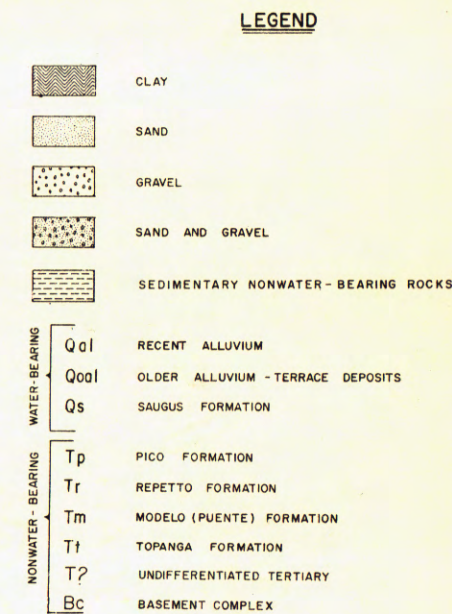 LEGEND
CLAY
SAND
GRAVEL
SAND AND GRAVEL
SEDIMENTARY NONWATER-BEARING ROCKS
WATER-BEARING
Qal RECENT ALLUVIUM
Qoal OLDER ALLUVIUM - TERRACE DEPOSITS
Qs SAUGUS FORMATION
NONWATER-BEARING
Tp PICO FORMATION
Tr REPETTO FORMATION
Tm MODELO (PUENTE) FORMATION
Tt TOPANGA FORMATION
T? UNDIFFERENTIATED TERTIARY
Bc BASEMENT COMPLEX